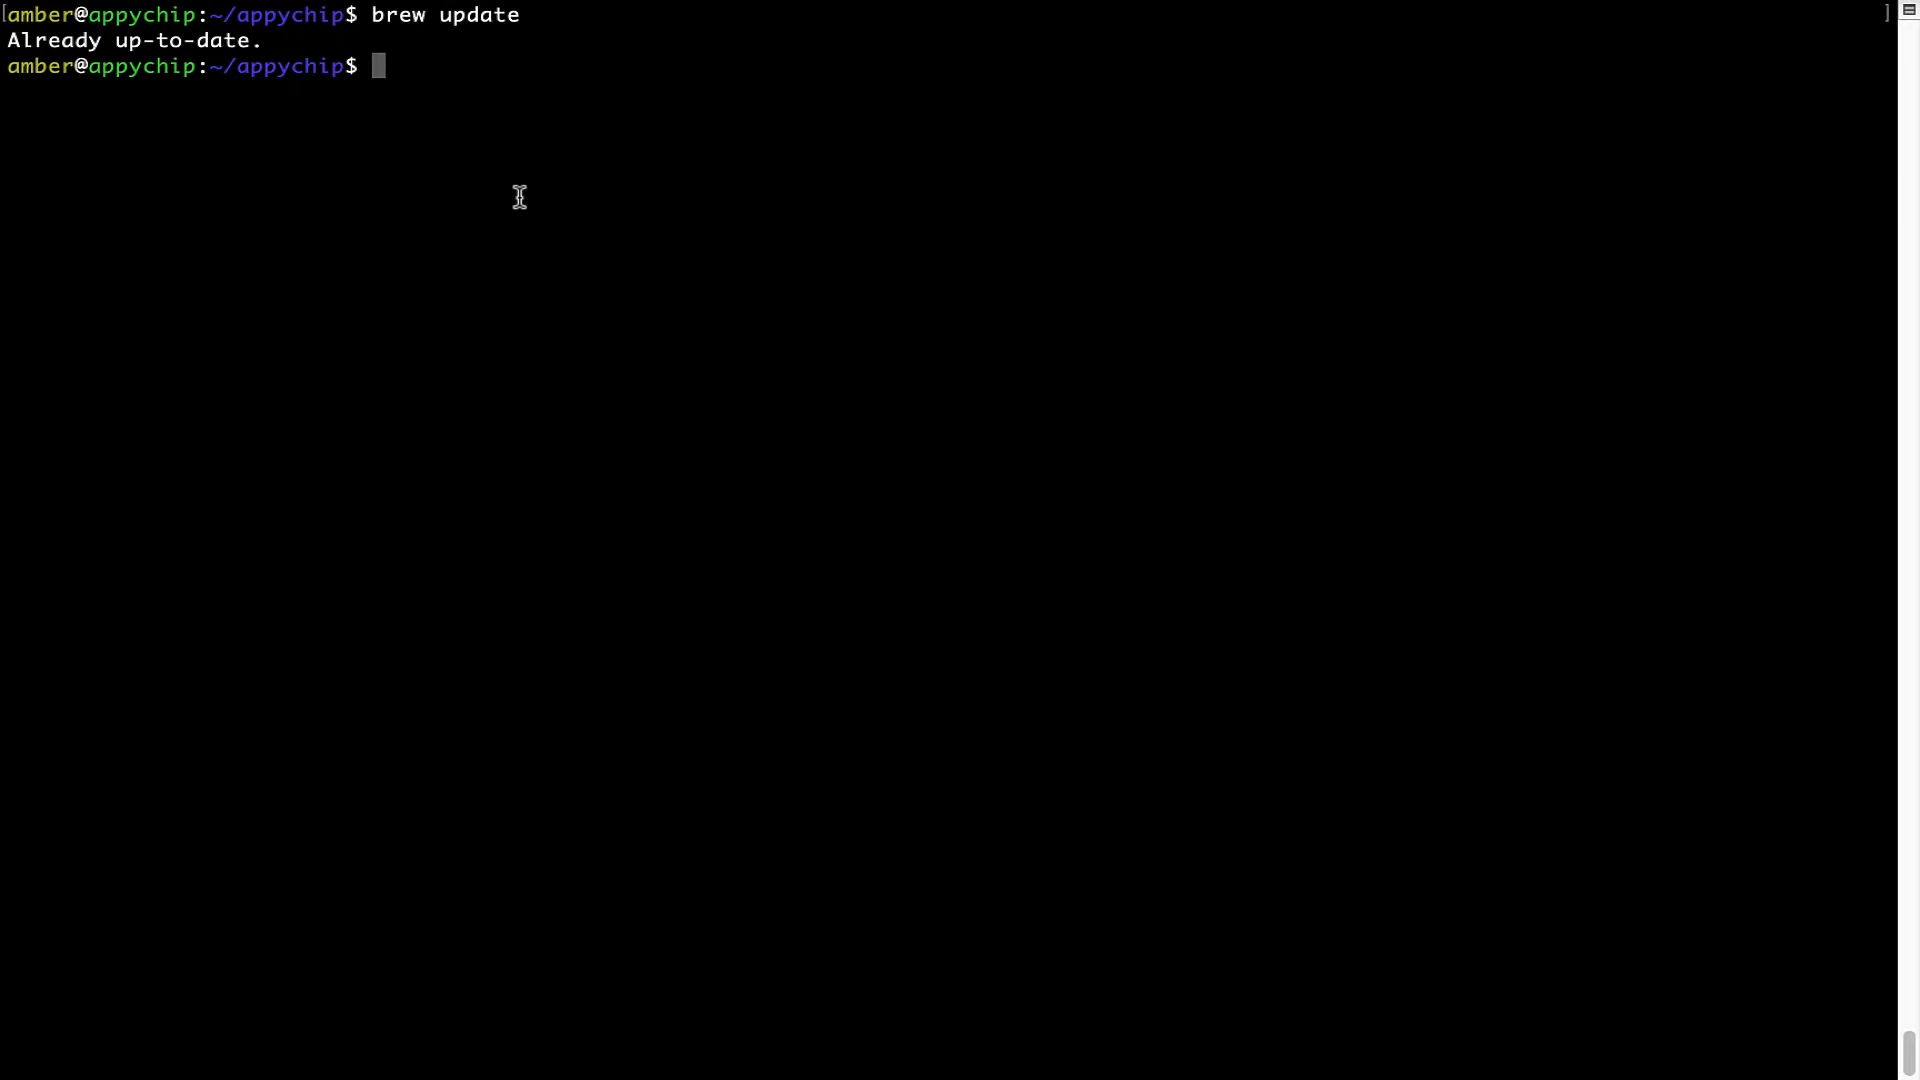 [amber@appychip:~/appychip$ brew update ]
Already up-to-date.
amber@appychip:~/appychip$